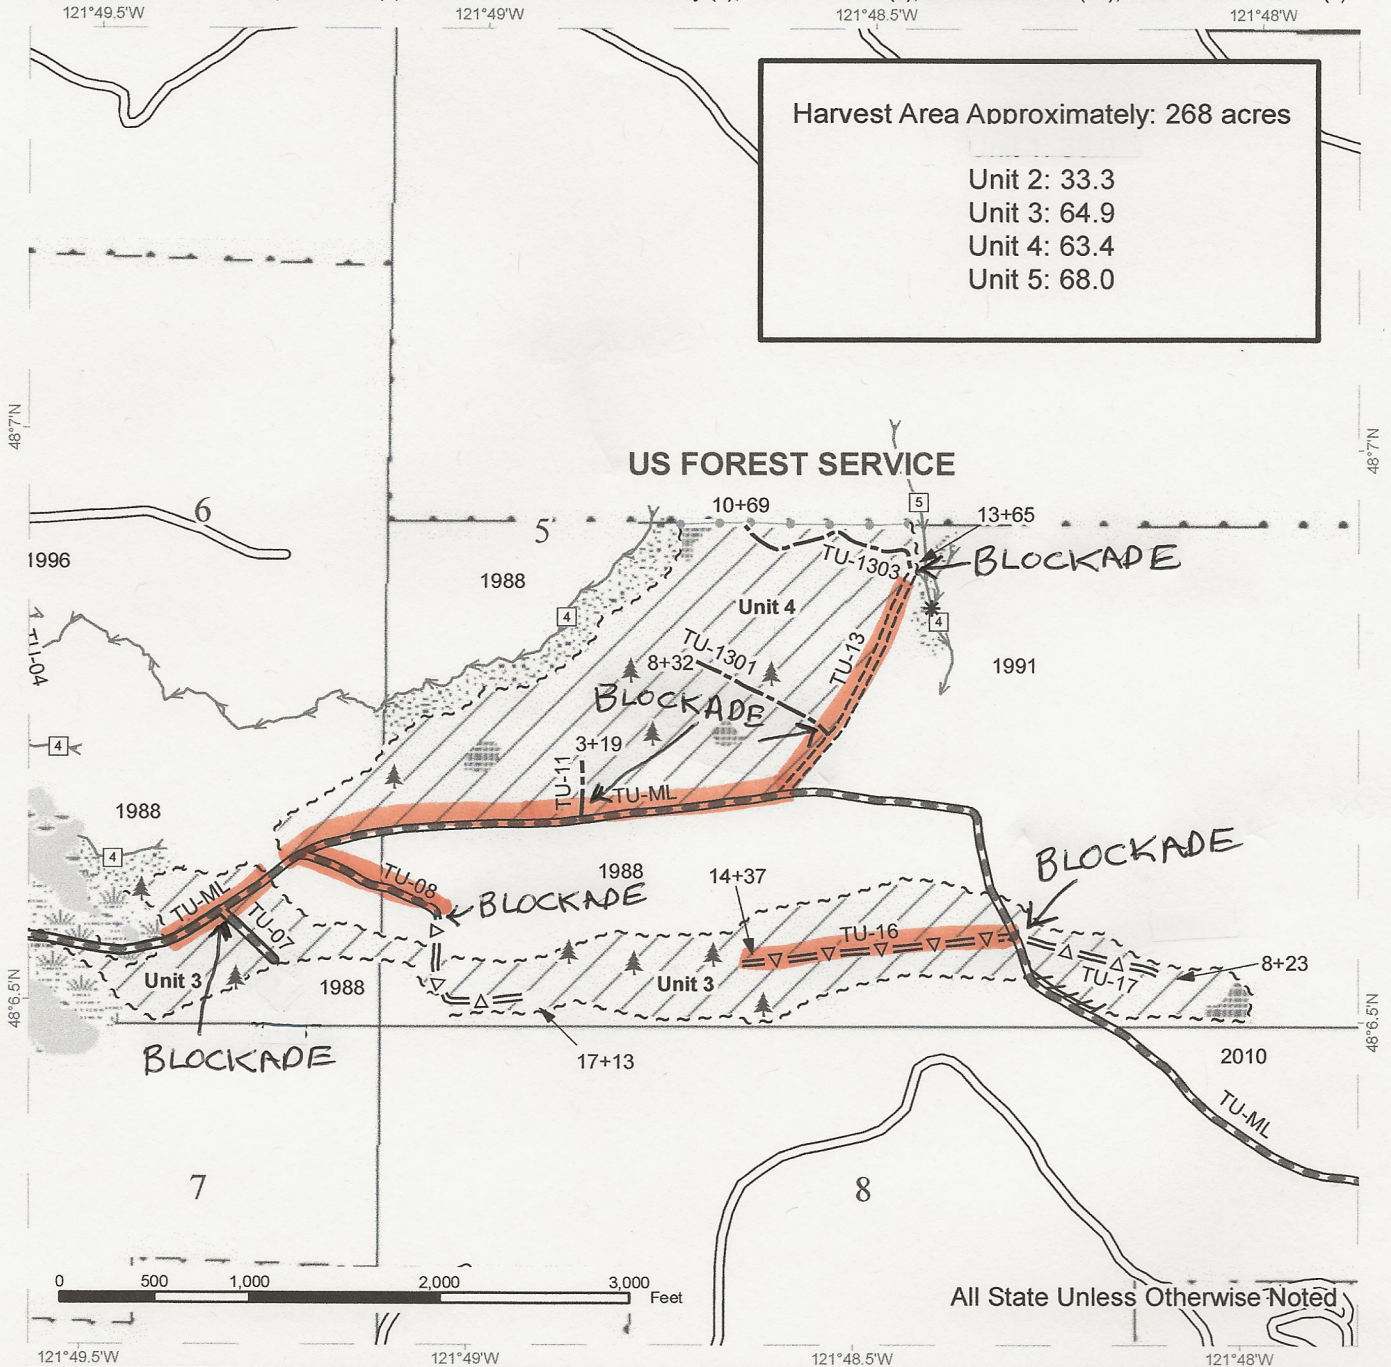 121°49.5'W
121°49'W
121°48.5'W
121°48'W
Harvest Area Approximately: 268 acres
Unit 2: 33.3
Unit 3: 64.9
Unit 4: 63.4
Unit 5: 68.0
48°7'N
48°7'N
US FOREST SERVICE
10+69
5
13+65
6
5
TU-1303
BLOCKADE
1996
1988
Unit 4
4
4
TU-04
TU-1301
8+32
TU-13
1991
BLOCKADE
4
3+19
TU-11
TU-ML
1988
4
BLOCKADE
1988
TU-08
14+37
BLOCKADE
TU-ML
TU-07
TU-16
8+23
Unit 3
1988
Unit 3
TU-17
48°6.5'N
48°6.5'N
BLOCKADE
17+13
2010
TU-ML
7
8
0 500 1,000 2,000 3,000 Feet
All State Unless Otherwise Noted
121°49.5'W
121°49'W
121°48.5'W
121°48'W